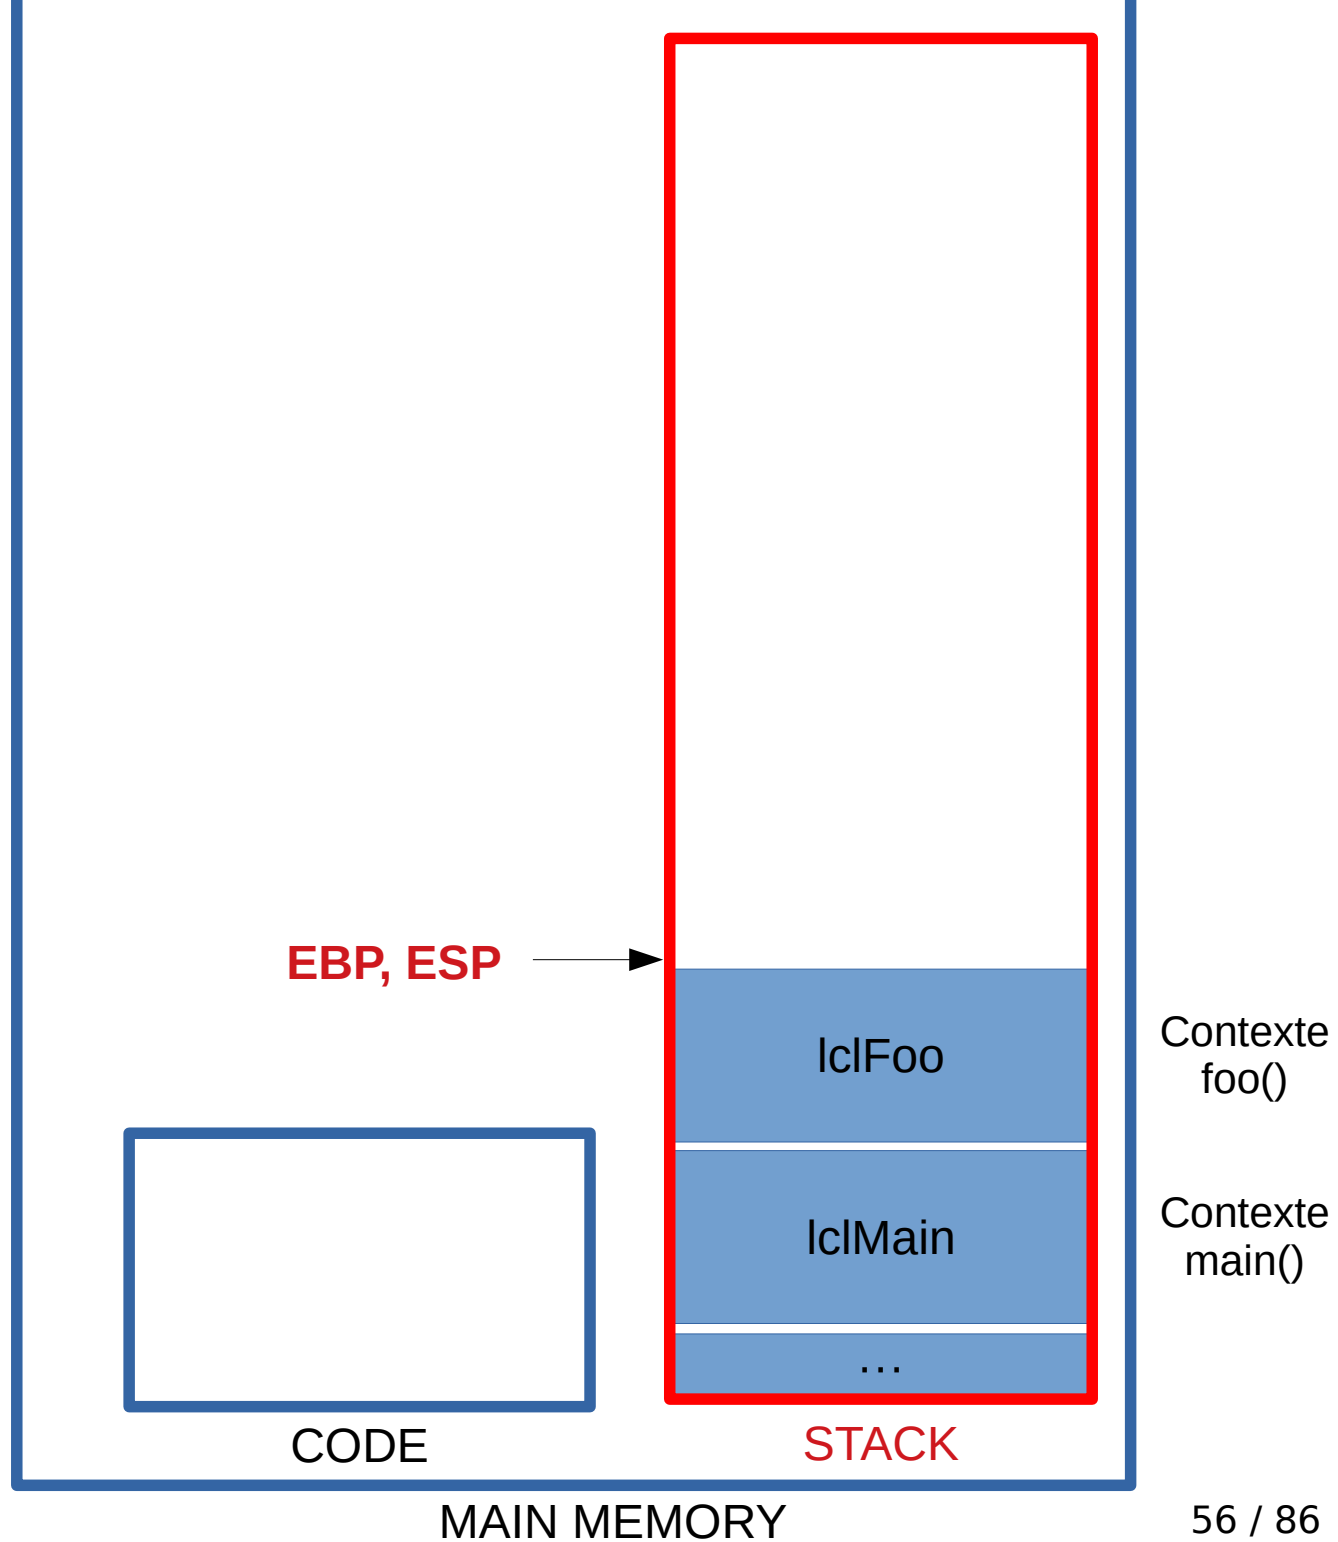 EBP, ESP
lclFoo
Contexte
foo()
lclMain
Contexte
main()
…
CODE
STACK
MAIN MEMORY
56 / 86